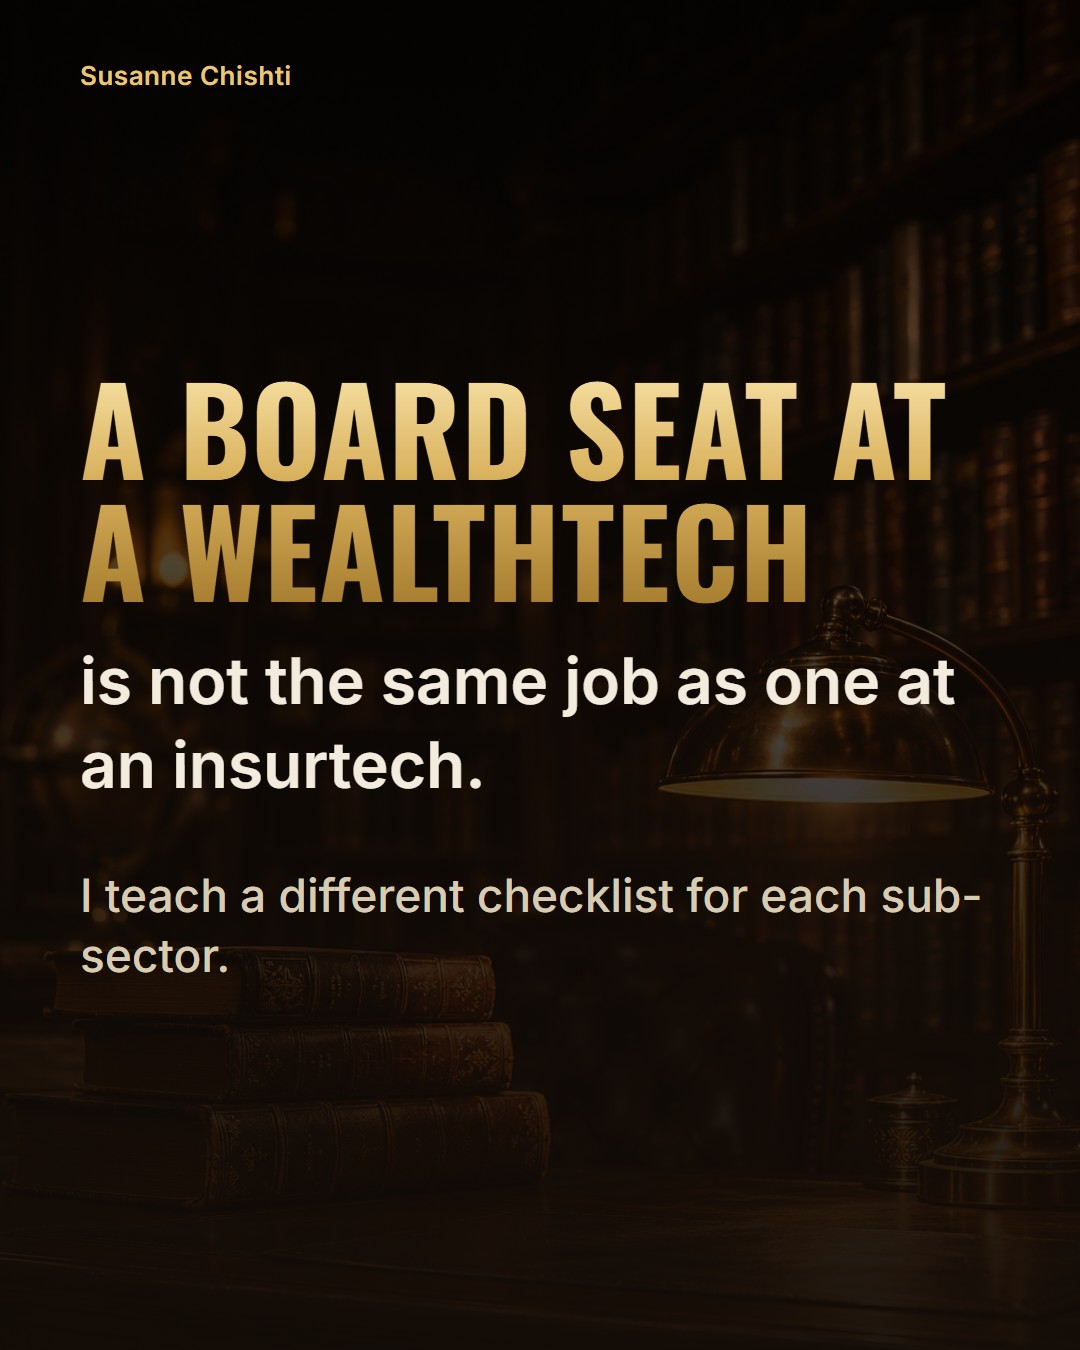 Susanne Chishti
A BOARD SEAT AT
A WEALTHTECH
is not the same job as one at
an insurtech.
I teach a different checklist for each sub-
sector.